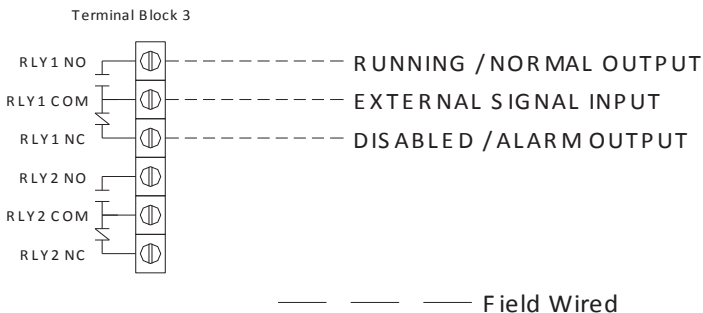 Terminal Block 3
RLY1 NO
RUNNING / NORMAL OUTPUT
RLY1 COM
EXTERNAL SIGNAL INPUT
RLY1 NC
DISABLED / ALARM OUTPUT
RLY2 NO
RLY2 COM
RLY2 NC
Field Wired